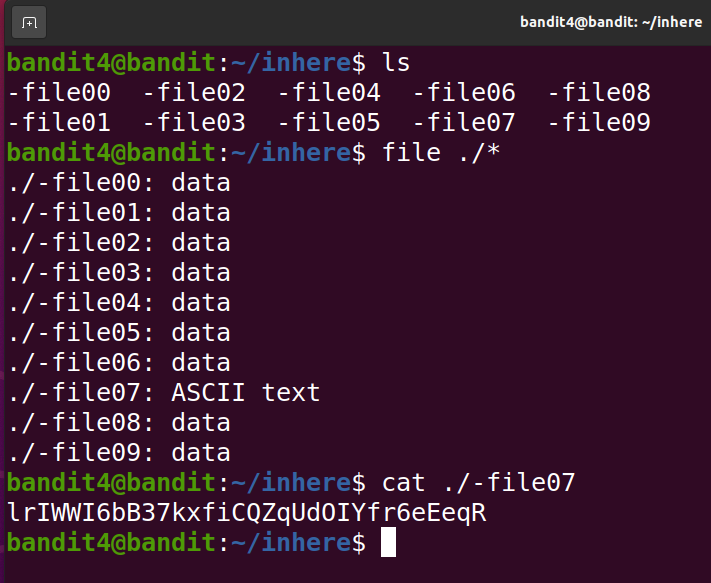 bandit4@bandit: ~/inhere
bandit4@bandit:~/inhere$ ls
-file00  -file02  -file04  -file06  -file08
-file01  -file03  -file05  -file07  -file09
bandit4@bandit:~/inhere$ file ./*
./-file00: data
./-file01: data
./-file02: data
./-file03: data
./-file04: data
./-file05: data
./-file06: data
./-file07: ASCII text
./-file08: data
./-file09: data
bandit4@bandit:~/inhere$ cat ./-file07
lrIWWI6bB37kxfiCQZqUdOIYfr6eEeqR
bandit4@bandit:~/inhere$